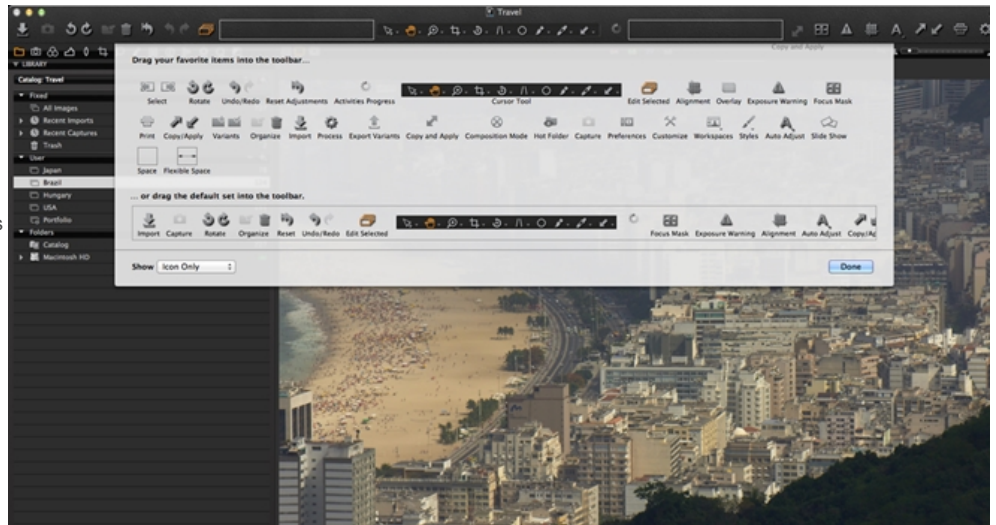 Travel
Copy and Apply
LIBRARY
Catalog: Travel
Fixed
All Images
Recent Imports
Recent Captures
Trash
User
Japan
Brazil
Hungary
USA
Portfolio
Folders
Catalog
Macintosh HD
Drag your favorite items into the toolbar...
Select Rotate Undo/Redo Reset Adjustments Activities Progress Cursor Tool Edit Selected Alignment Overlay Exposure Warning Focus Mask
Print Copy/Apply Variants Organize Import Process Export Variants Copy and Apply Composition Mode Hot Folder Capture Preferences Customize Workspaces Styles Auto Adjust Slide Show
Space Flexible Space
... or drag the default set into the toolbar.
Import Capture Rotate Organize Reset Undo/Redo Edit Selected Focus Mask Exposure Warning Alignment Auto Adjust Copy/Ap
Show Icon Only Done
s